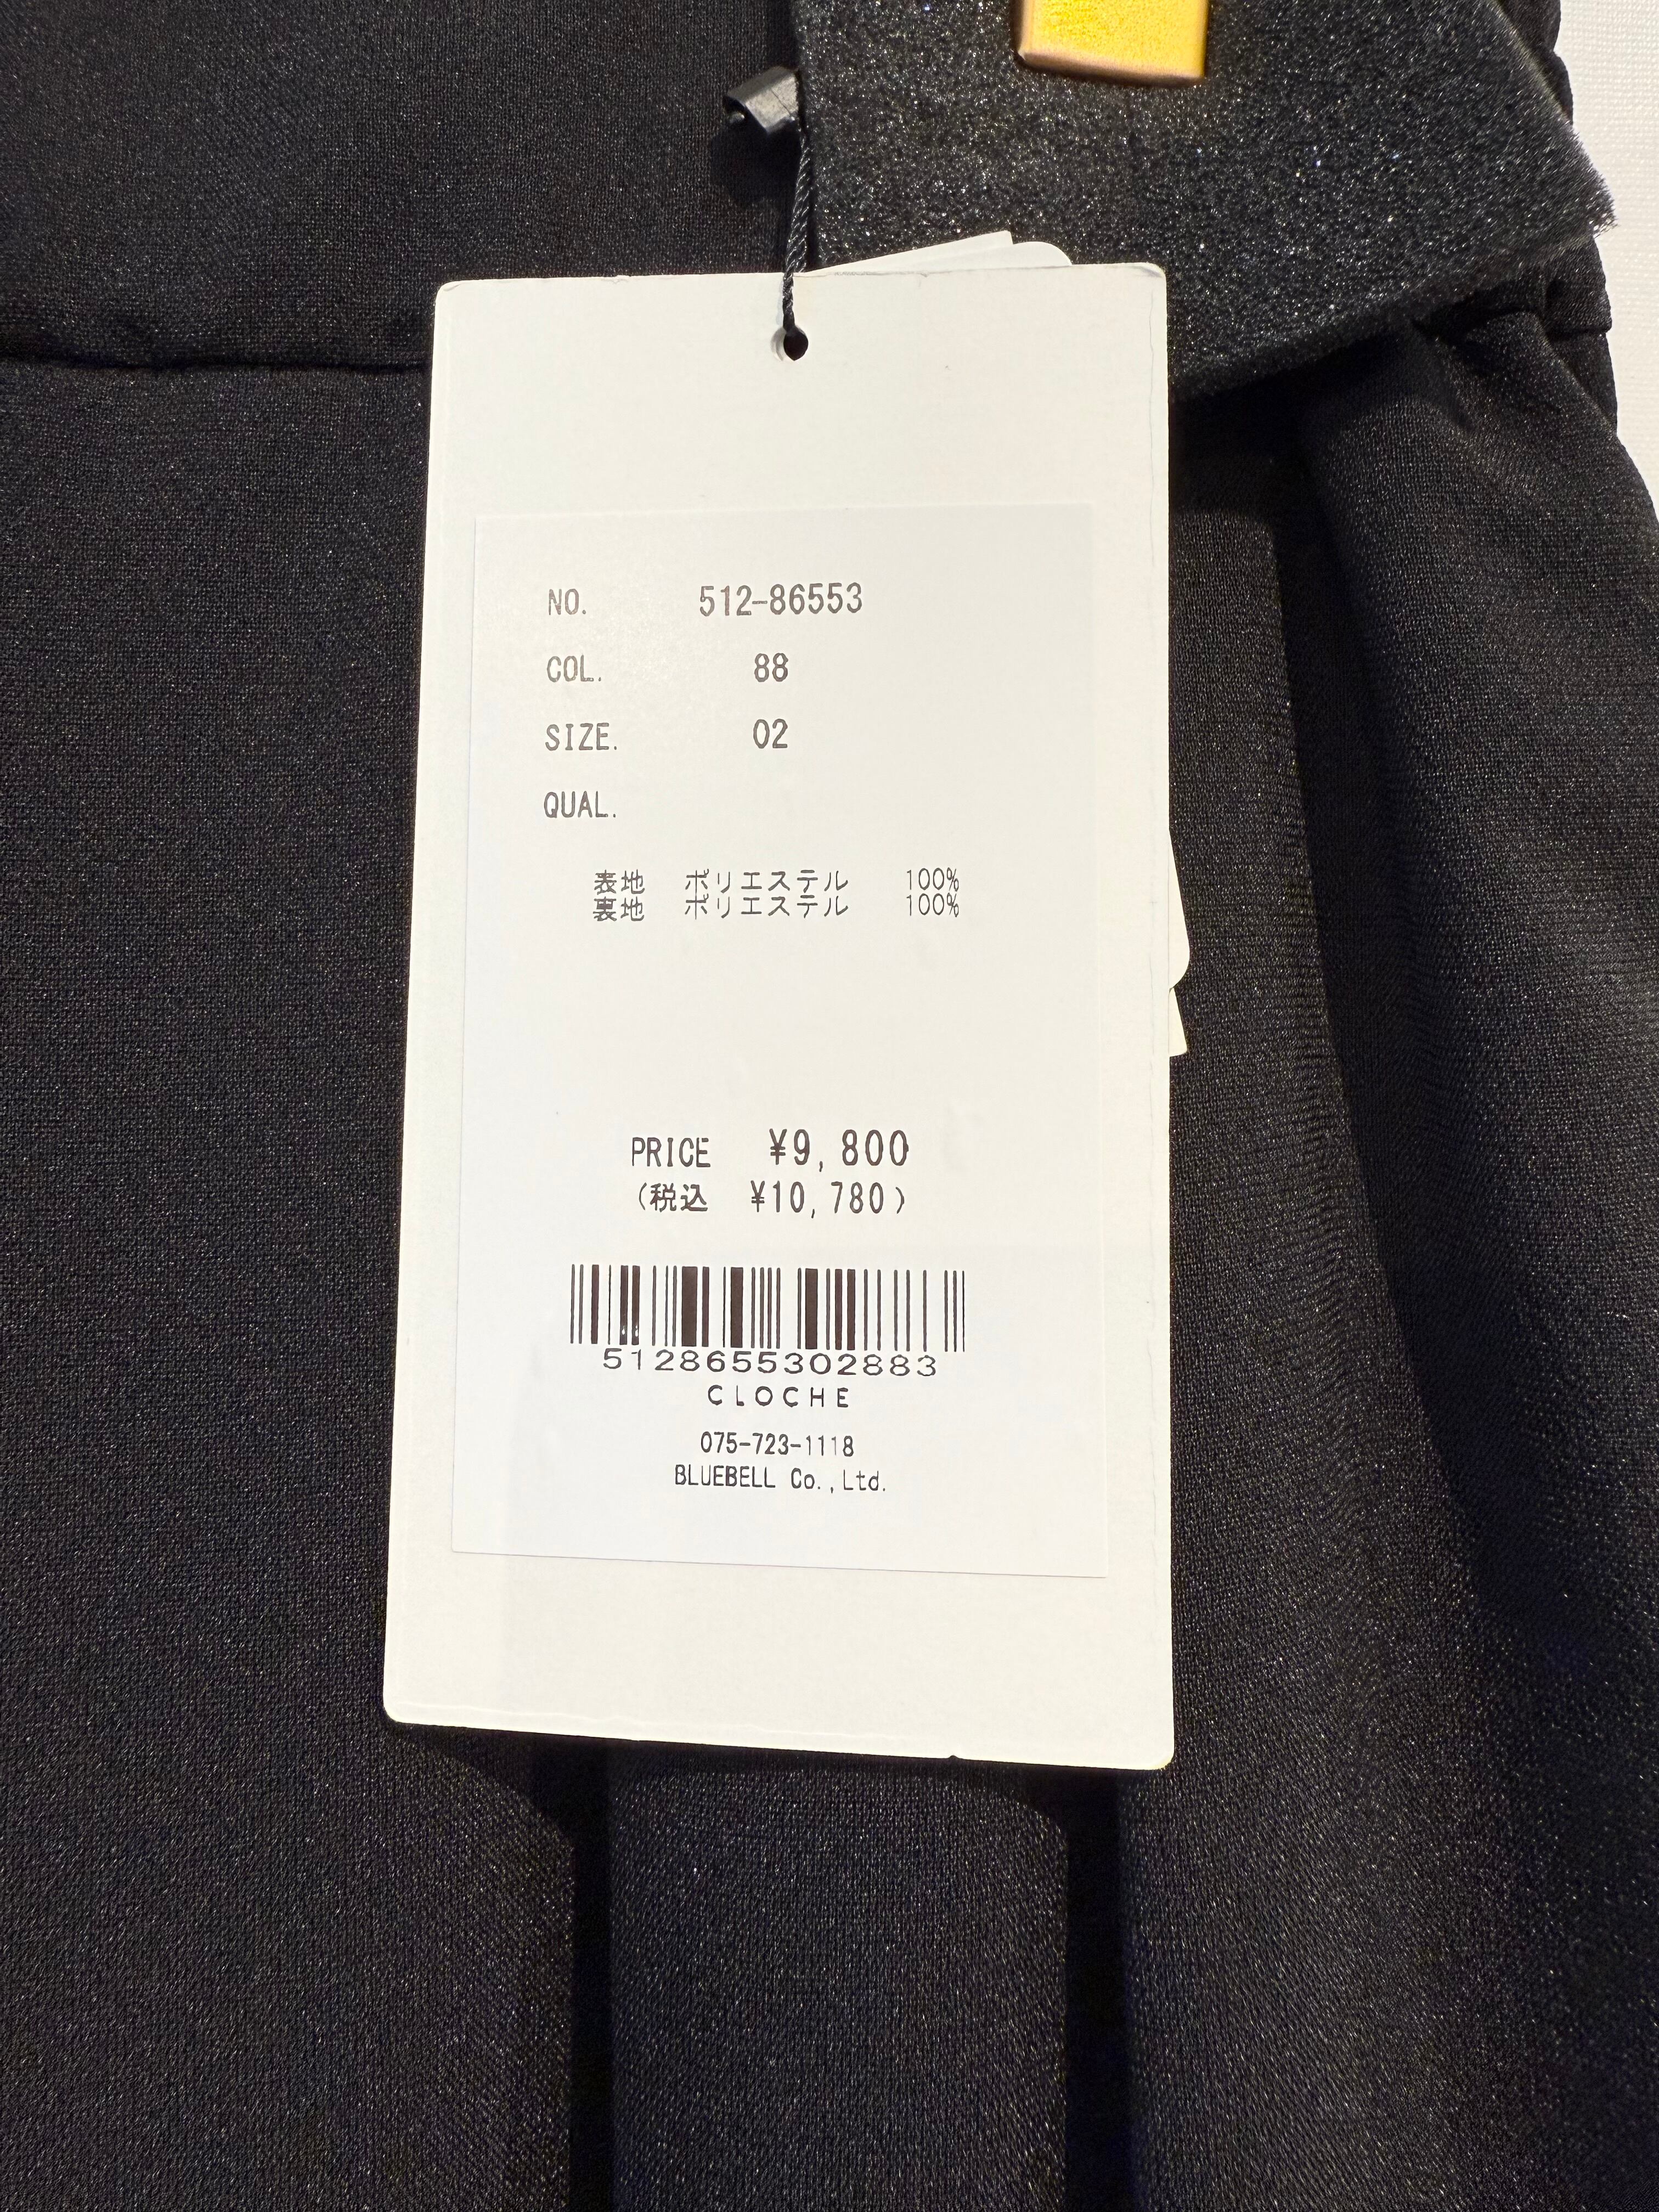 NO. 512-86553
COL. 88
SIZE. 02
QUAL.
表地 ポリエステル 100%
裏地 ポリエステル 100%
PRICE ¥9,800
(税込 ¥10,780)
5128655302883
CLOCHE
075-723-1118
BLUEBELL Co.,Ltd.